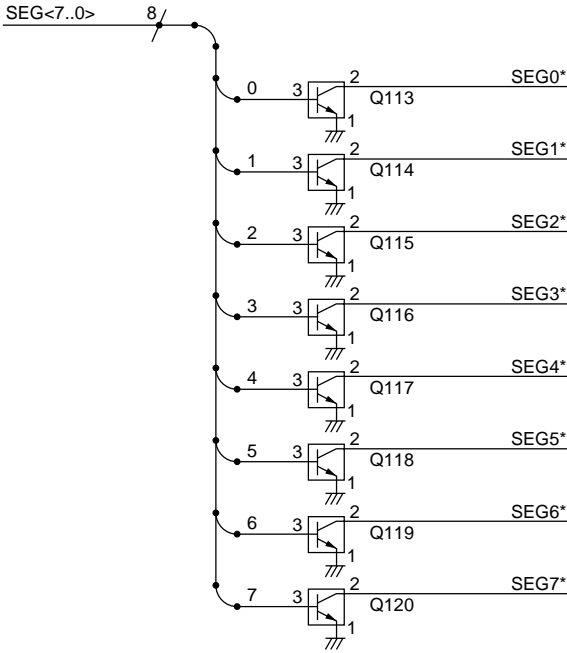 SEG<7..0> 8
0 3 2 SEG0*
Q113
1
1 3 2 SEG1*
Q114
1
2 3 2 SEG2*
Q115
1
3 3 2 SEG3*
Q116
1
4 3 2 SEG4*
Q117
1
5 3 2 SEG5*
Q118
1
6 3 2 SEG6*
Q119
1
7 3 2 SEG7*
Q120
1